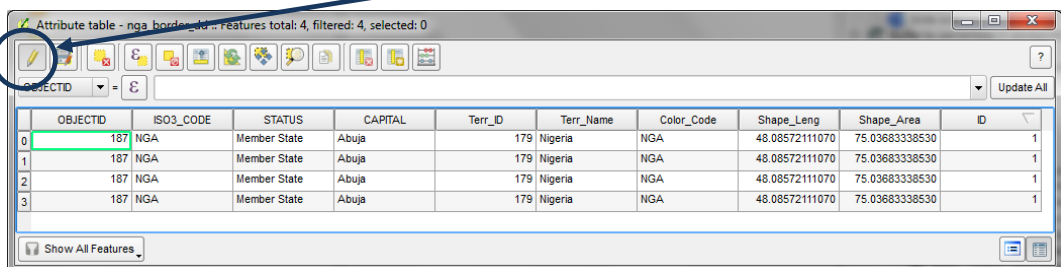 Attribute table - nga_border_dd :: Features total: 4, filtered: 4, selected: 0
?
OBJECTID = ε Update All
OBJECTID ISO3_CODE STATUS CAPITAL Terr_ID Terr_Name Color_Code Shape_Leng Shape_Area ID
0 187 NGA Member State Abuja 179 Nigeria NGA 48.08572111070 75.03683338530 1
1 187 NGA Member State Abuja 179 Nigeria NGA 48.08572111070 75.03683338530 1
2 187 NGA Member State Abuja 179 Nigeria NGA 48.08572111070 75.03683338530 1
3 187 NGA Member State Abuja 179 Nigeria NGA 48.08572111070 75.03683338530 1
Show All Features